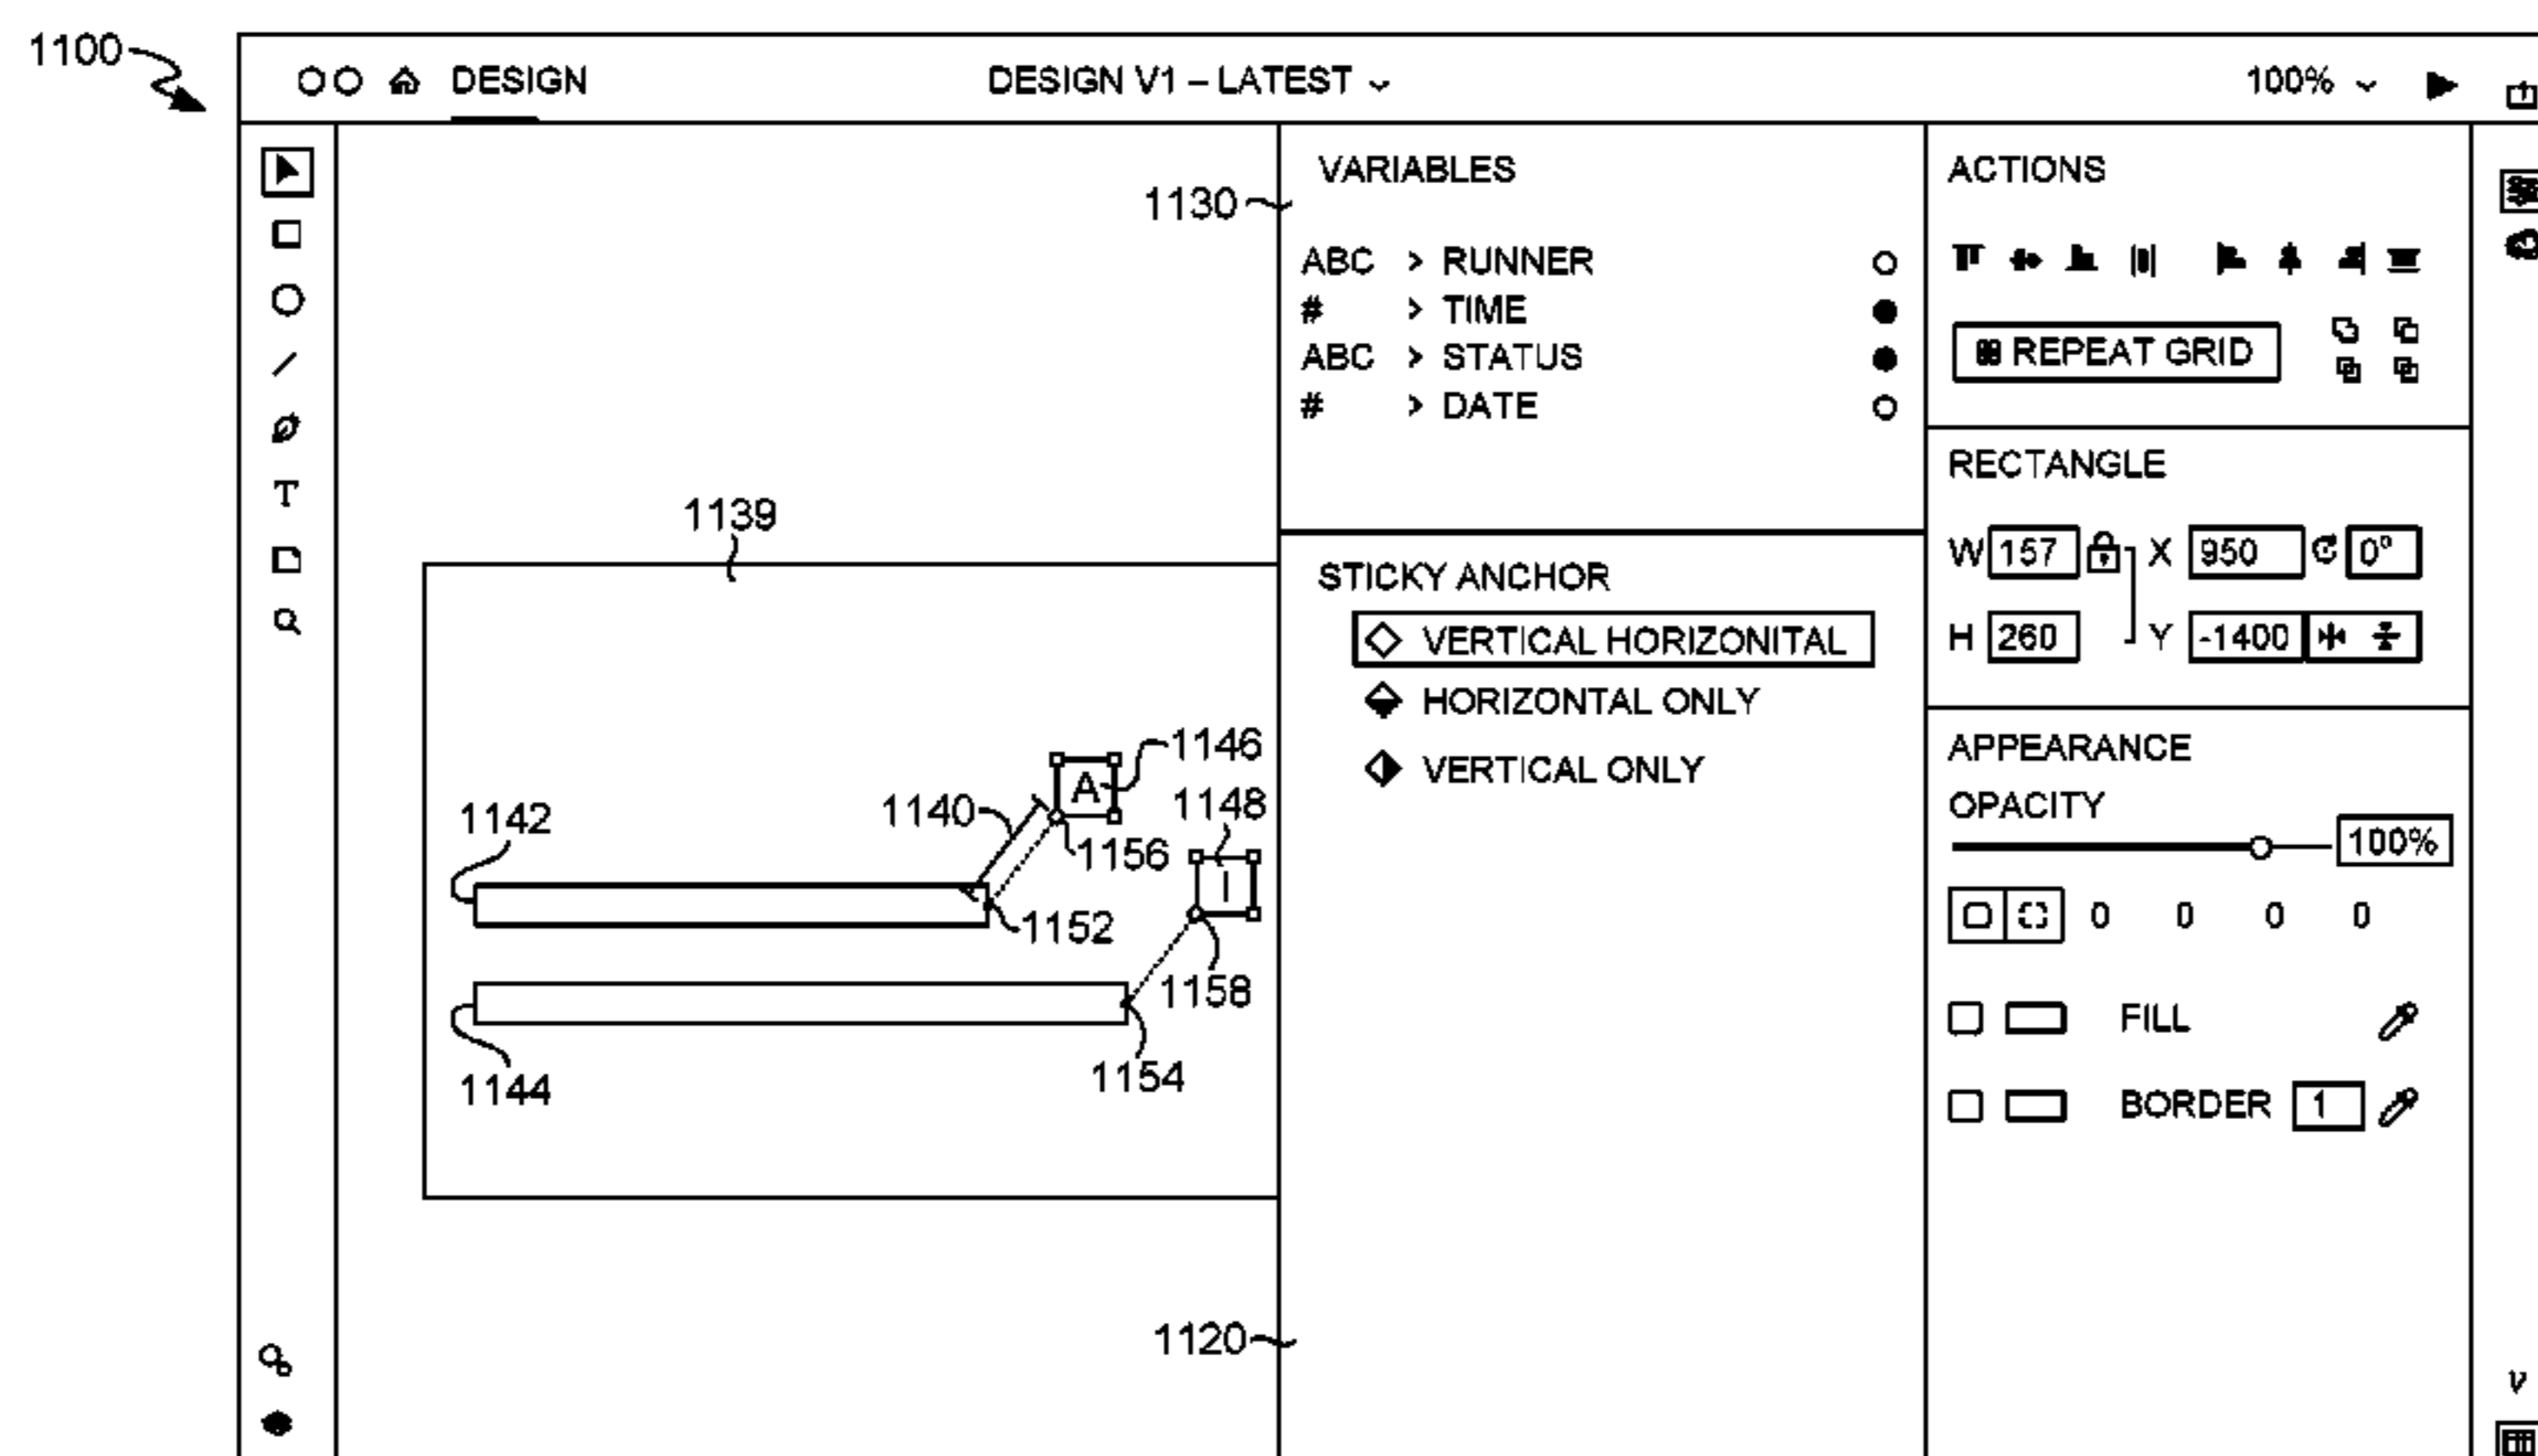 1100
DESIGN
DESIGN V1 – LATEST
100%
VARIABLES
1130
ABC > RUNNER
# > TIME
ABC > STATUS
# > DATE
ACTIONS
REPEAT GRID
RECTANGLE
W 157 X 950 0°
H 260 Y -1400
1139
STICKY ANCHOR
VERTICAL HORIZONITAL
HORIZONTAL ONLY
VERTICAL ONLY
APPEARANCE
OPACITY
100%
0 0 0 0
FILL
BORDER 1
1146
A
1148
I
1140
1142
1156
1152
1158
1154
1144
1120
T
V